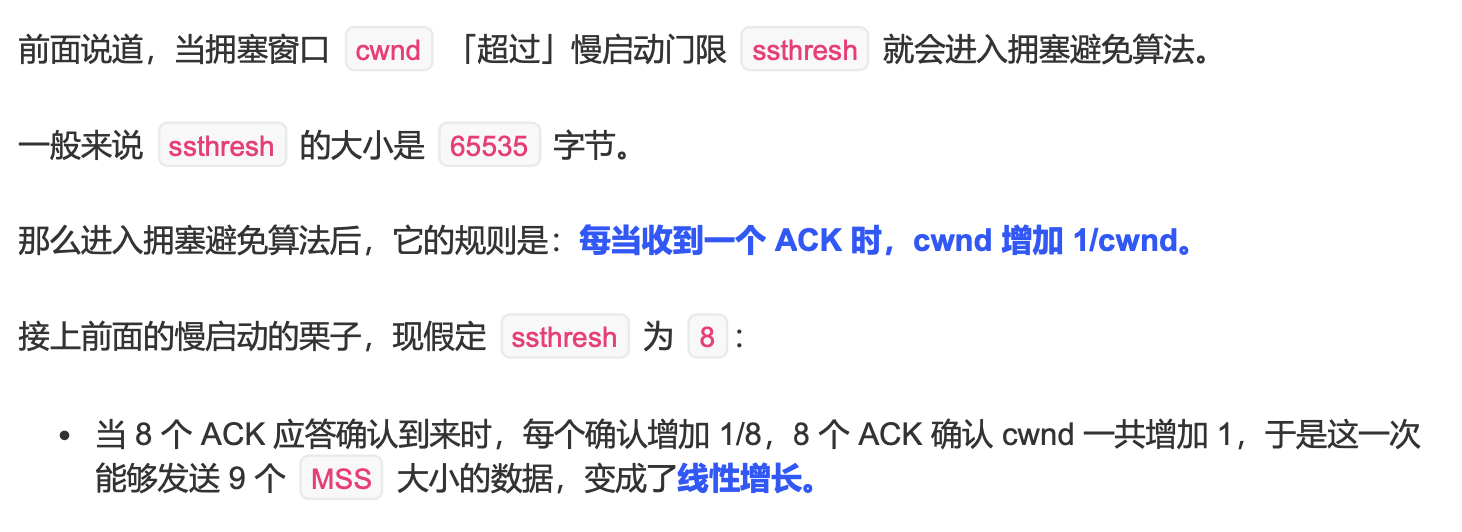 前面说道，当拥塞窗口 cwnd 「超过」慢启动门限 ssthresh 就会进入拥塞避免算法。
一般来说 ssthresh 的大小是 65535 字节。
那么进入拥塞避免算法后，它的规则是：每当收到一个 ACK 时，cwnd 增加 1/cwnd。
接上前面的慢启动的栗子，现假定 ssthresh 为 8：
• 当 8 个 ACK 应答确认到来时，每个确认增加 1/8，8 个 ACK 确认 cwnd 一共增加 1，于是这一次
能够发送 9 个 MSS 大小的数据，变成了线性增长。